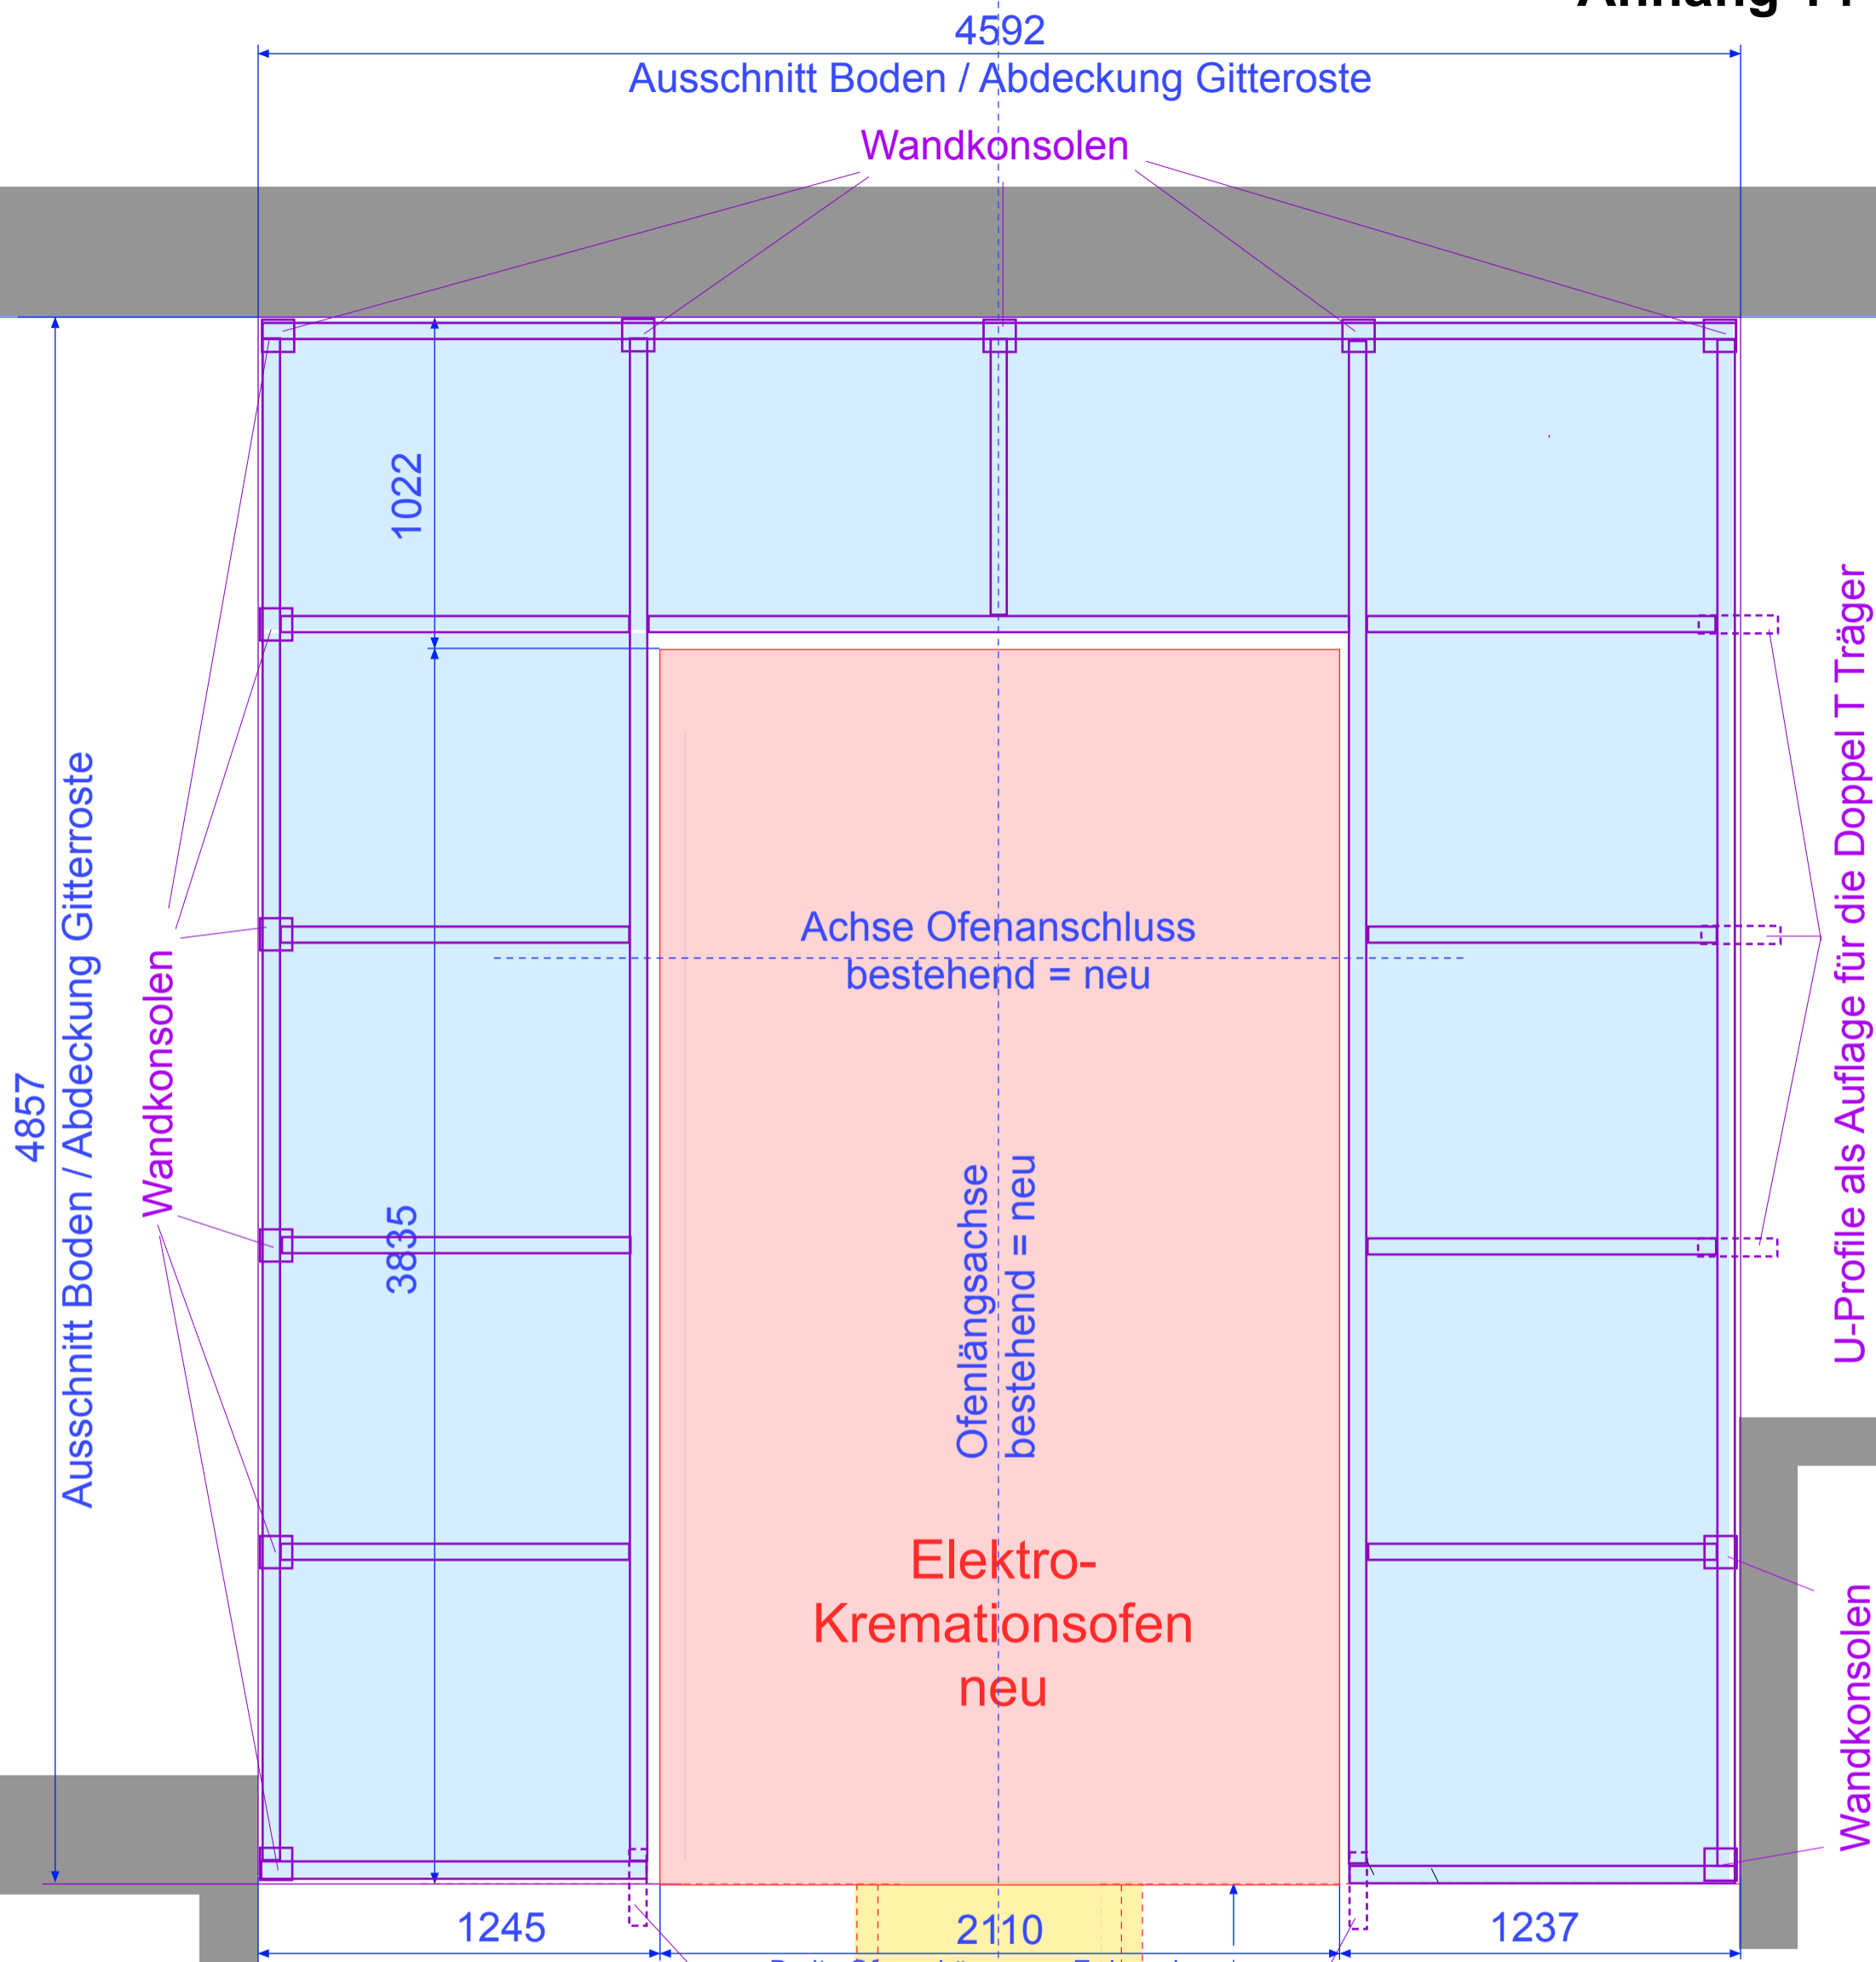 4592
Ausschnitt Boden / Abdeckung Gitteroste
Wandkonsolen
1022
U-Profile als Auflage für die Doppel T Träger
4857
Ausschnitt Boden / Abdeckung Gitterroste
Wandkonsolen
3835
Achse Ofenanschluss
bestehend = neu
Ofenlängsachse
bestehend = neu
Elektro-
Kremationsofen
neu
Wandkonsolen
1245
2110
1237